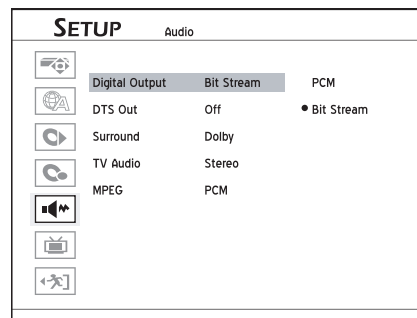 SETUP Audio
Digital Output Bit Stream PCM
DTS Out Off ● Bit Stream
Surround Dolby
TV Audio Stereo
MPEG PCM